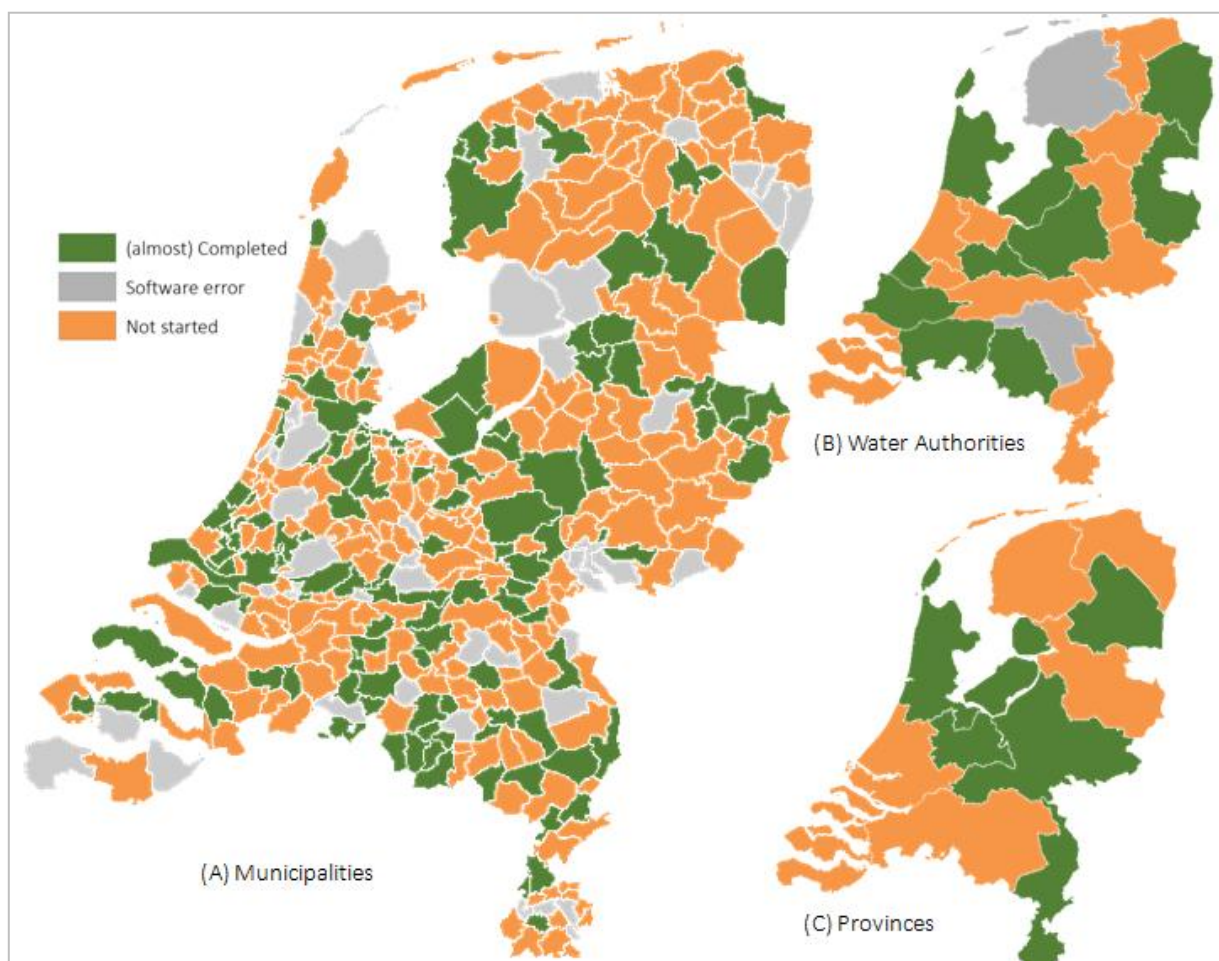 (almost) Completed
Software error
Not started
(A) Municipalities
(B) Water Authorities
(C) Provinces